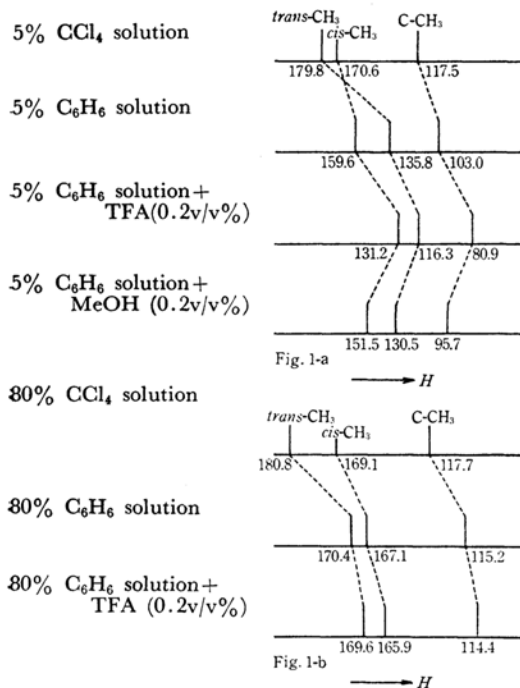 trans-CH₃
cis-CH₃
C-CH₃
5% CCl₄ solution
179.8 170.6 117.5
5% C₆H₆ solution
159.6 135.8 103.0
5% C₆H₆ solution+
TFA(0.2v/v%)
131.2 116.3 80.9
5% C₆H₆ solution+
MeOH (0.2v/v%)
151.5 130.5 95.7
Fig. 1-a
H
80% CCl₄ solution
trans-CH₃
cis-CH₃
C-CH₃
180.8 169.1 117.7
80% C₆H₆ solution
170.4 167.1 115.2
80% C₆H₆ solution+
TFA (0.2v/v%)
169.6 165.9 114.4
Fig. 1-b
H